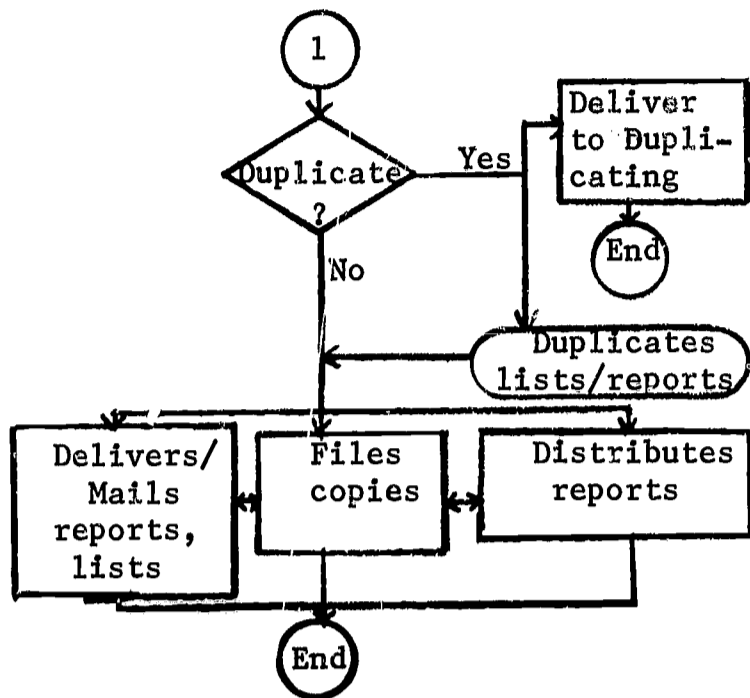 1
Deliver
to Dupli-
cating
Yes
Duplicate
?
End
No
Duplicates
lists/reports
Delivers/
Mails
reports,
lists
Files
copies
Distributes
reports
End